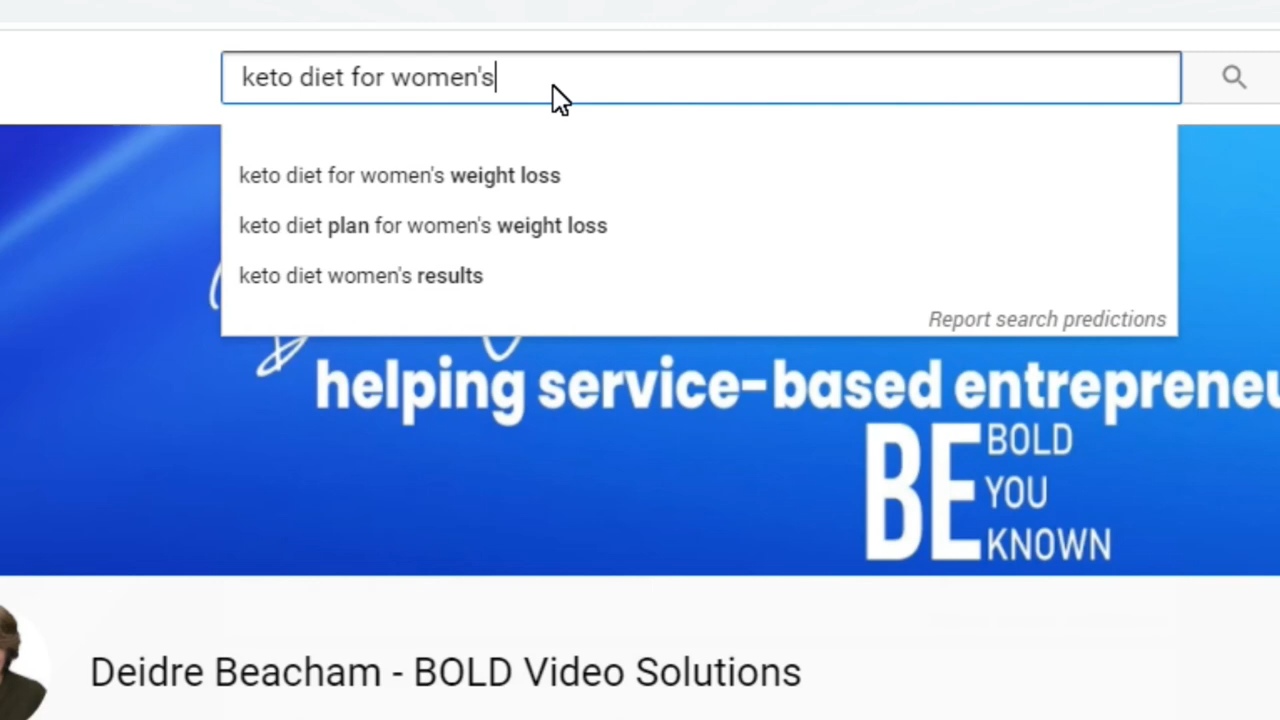 keto diet for women's
keto diet for women's weight loss
keto diet plan for women's weight loss
keto diet women's results
Report search predictions
helping service-based entrepreneu
BE BOLD
YOU
KNOWN
Deidre Beacham - BOLD Video Solutions